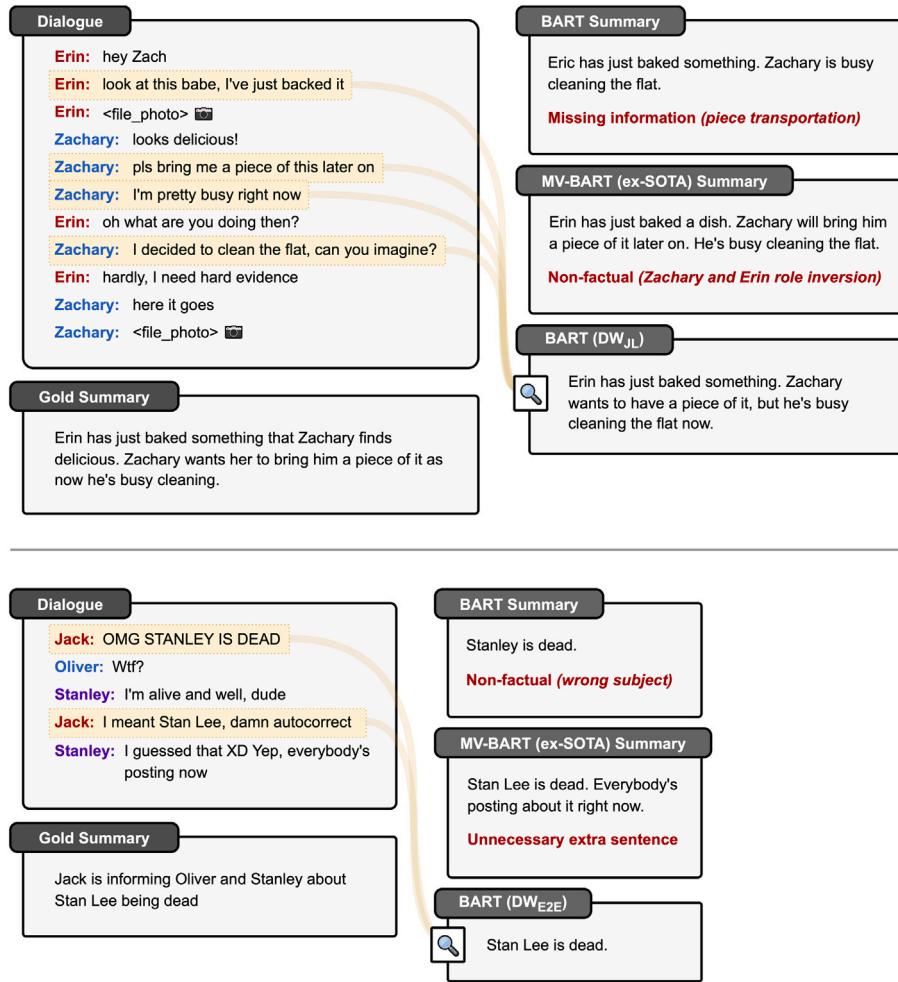 Dialogue
Erin: hey Zach
Erin: look at this babe, I've just backed it
Erin: <file_photo>
Zachary: looks delicious!
Zachary: pls bring me a piece of this later on
Zachary: I'm pretty busy right now
Erin: oh what are you doing then?
Zachary: I decided to clean the flat, can you imagine?
Erin: hardly, I need hard evidence
Zachary: here it goes
Zachary: <file_photo>
Gold Summary
Erin has just baked something that Zachary finds
delicious. Zachary wants her to bring him a piece of it as
now he's busy cleaning.
BART Summary
Eric has just baked something. Zachary is busy
cleaning the flat.
Missing information (piece transportation)
MV-BART (ex-SOTA) Summary
Erin has just baked a dish. Zachary will bring him
a piece of it later on. He's busy cleaning the flat.
Non-factual (Zachary and Erin role inversion)
BART (DW_JL)
Erin has just baked something. Zachary
wants to have a piece of it, but he's busy
cleaning the flat now.
Dialogue
Jack: OMG STANLEY IS DEAD
Oliver: Wtf?
Stanley: I'm alive and well, dude
Jack: I meant Stan Lee, damn autocorrect
Stanley: I guessed that XD Yep, everybody's
posting now
Gold Summary
Jack is informing Oliver and Stanley about
Stan Lee being dead
BART Summary
Stanley is dead.
Non-factual (wrong subject)
MV-BART (ex-SOTA) Summary
Stan Lee is dead. Everybody's
posting about it right now.
Unnecessary extra sentence
BART (DW_E2E)
Stan Lee is dead.